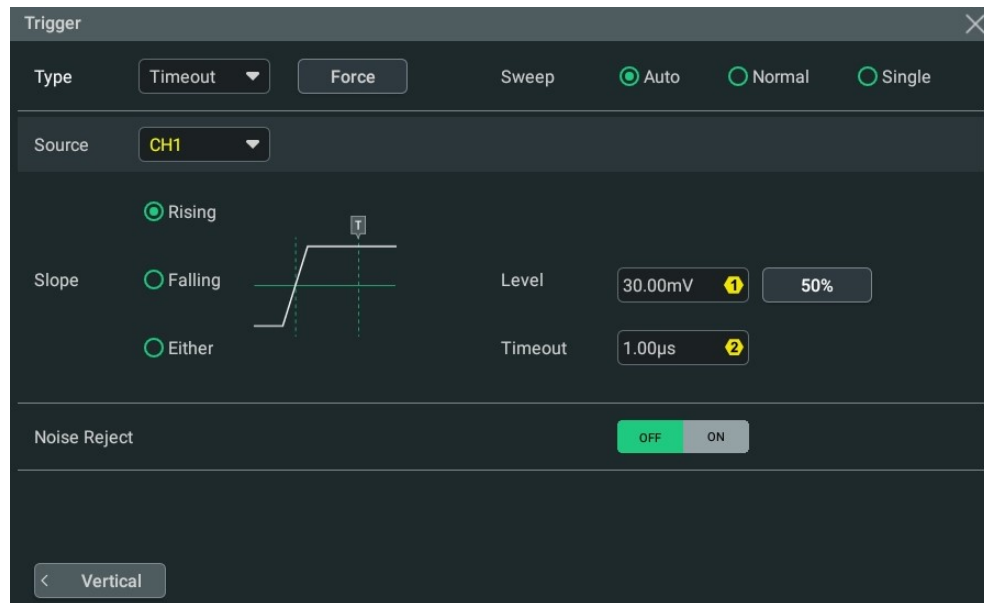 Trigger
Type Timeout Force Sweep Auto Normal Single
Source CH1
Rising
T
Slope Falling Level 30.00mV 1 50%
Either Timeout 1.00µs 2
Noise Reject OFF ON
< Vertical